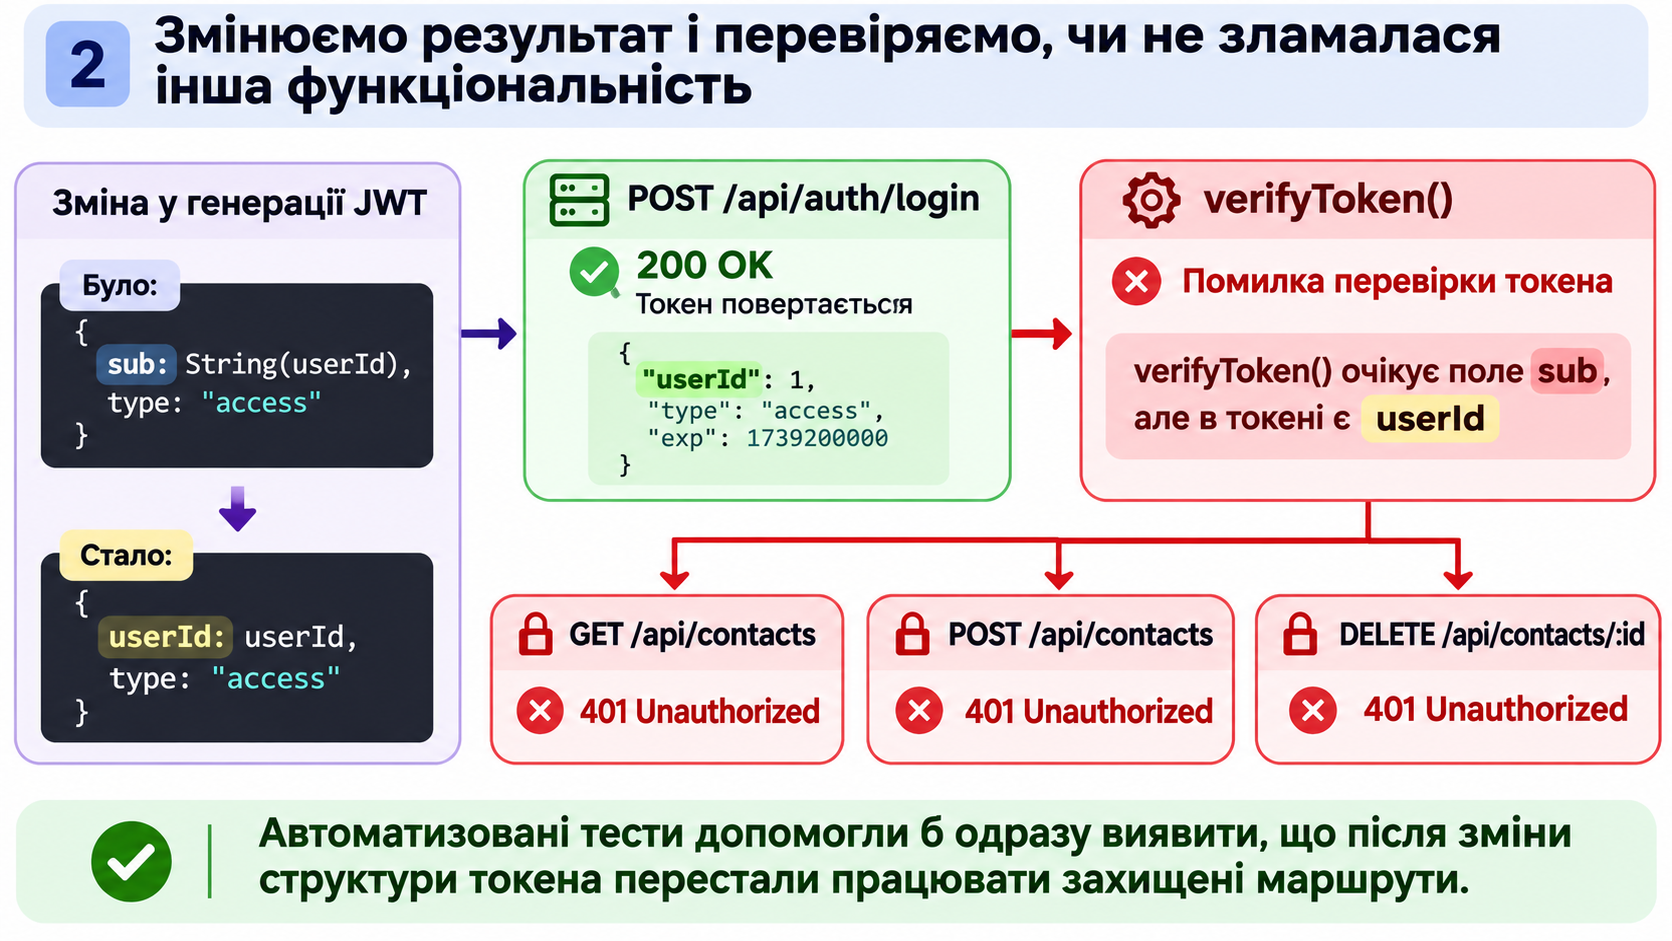 2
Змінюємо результат і перевіряємо, чи не зламалася
інша функціональність
Зміна у генерації JWT
Було:
{
sub: String(userId),
type: "access"
}
Стало:
{
userId: userId,
type: "access"
}
POST /api/auth/login
200 OK
Токен повертається
{
"userId": 1,
"type": "access",
"exp": 1739200000
}
verifyToken()
Помилка перевірки токена
verifyToken() очікує поле sub,
але в токені є userId
GET /api/contacts
401 Unauthorized
POST /api/contacts
401 Unauthorized
DELETE /api/contacts/:id
401 Unauthorized
Автоматизовані тести допомогли б одразу виявити, що після зміни
структури токена перестали працювати захищені маршрути.